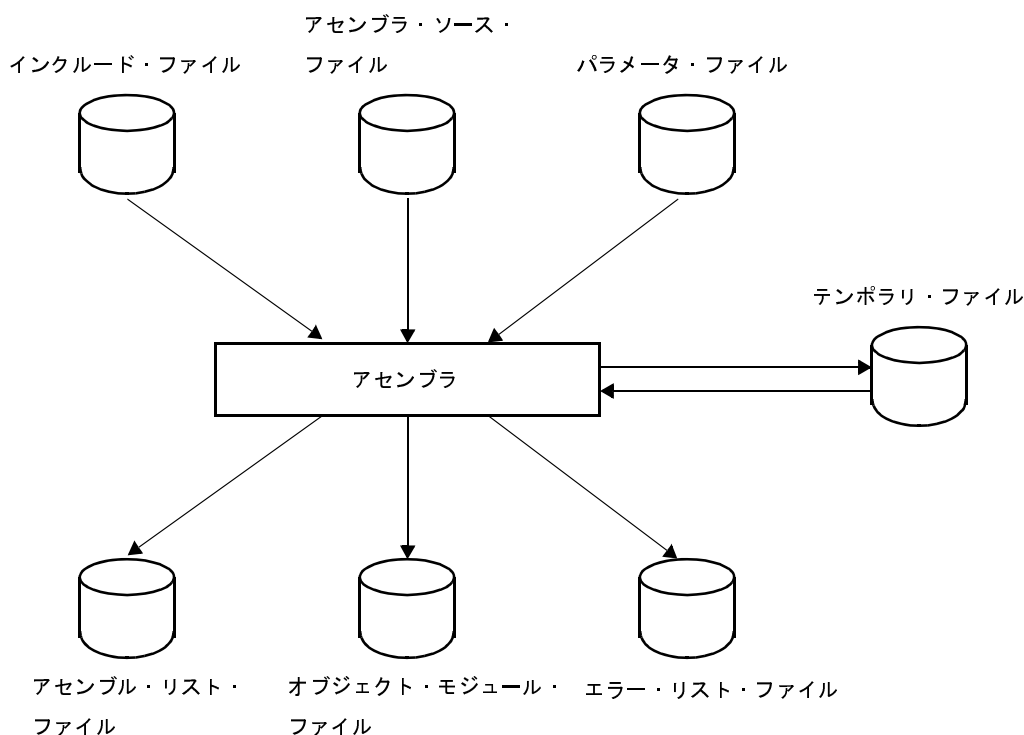 インクルード・ファイル
アセンブラ・ソース・
ファイル
パラメータ・ファイル
テンポラリ・ファイル
アセンブラ
アセンブル・リスト・
ファイル
オブジェクト・モジュール・
ファイル
エラー・リスト・ファイル